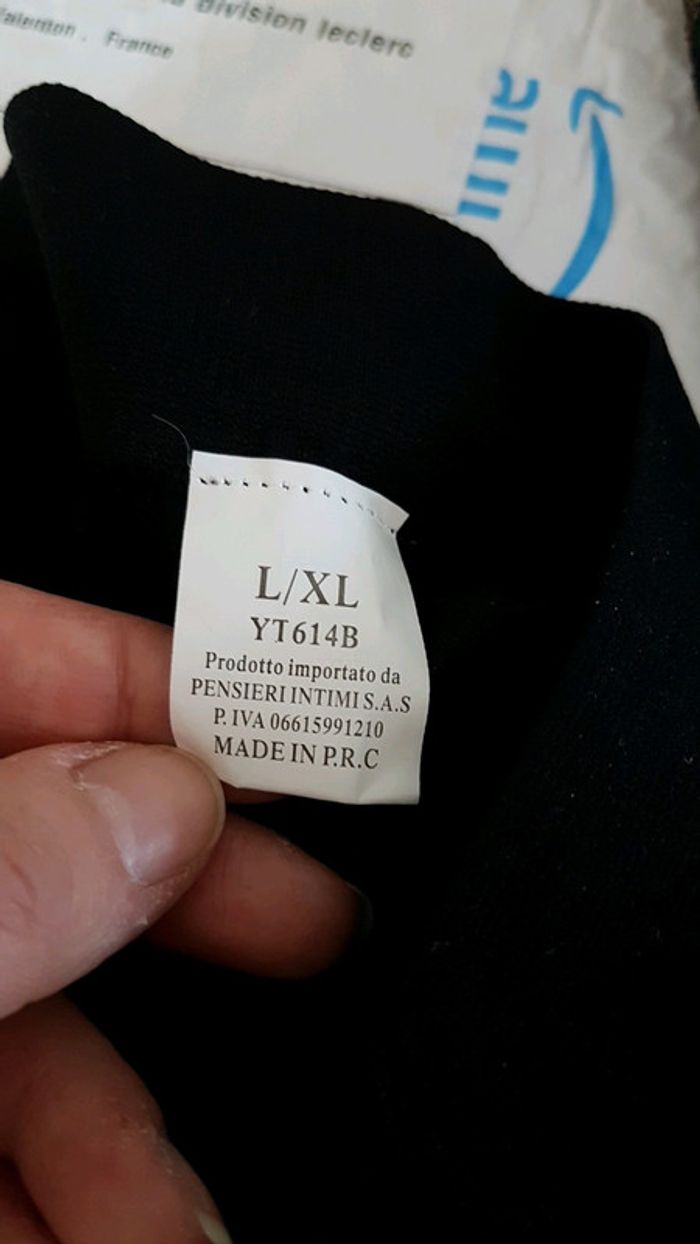 Division leclerc
Valenton, France
L/XL
YT614B
Prodotto importato da
PENSIERI INTIMI S.A.S
P. IVA 06615991210
MADE IN P.R.C